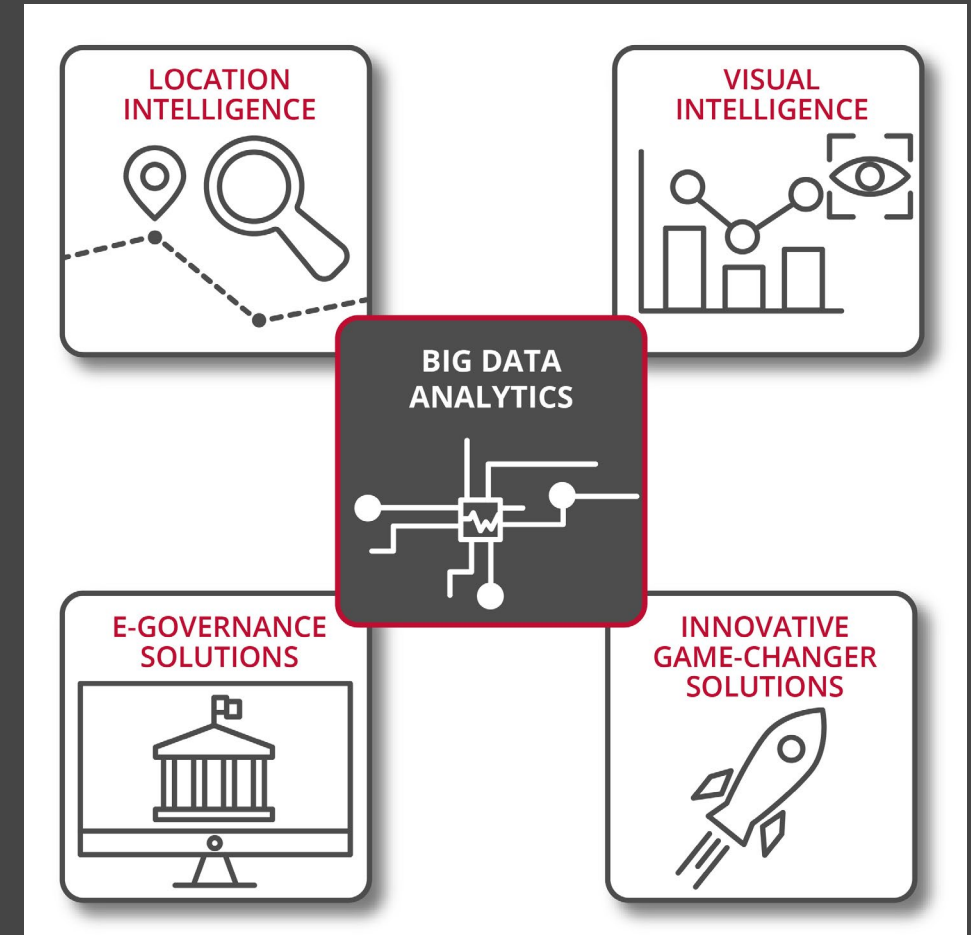 LOCATION
INTELLIGENCE
VISUAL
INTELLIGENCE
BIG DATA
ANALYTICS
E-GOVERNANCE
SOLUTIONS
INNOVATIVE
GAME-CHANGER
SOLUTIONS